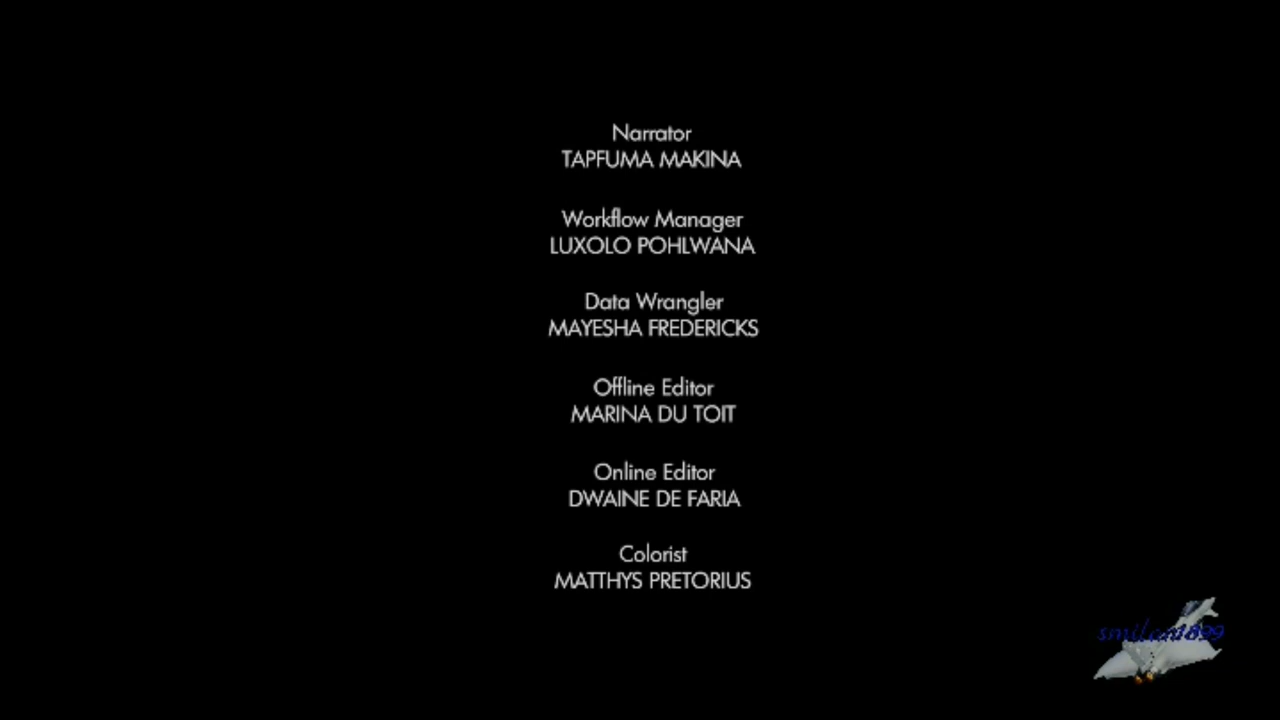 Narrator
TAPFUMA MAKINA
Workflow Manager
LUXOLO POHLWANA
Data Wrangler
MAYESHA FREDERICKS
Offline Editor
MARINA DU TOIT
Online Editor
DWAINE DE FARIA
Colorist
MATTHYS PRETORIUS